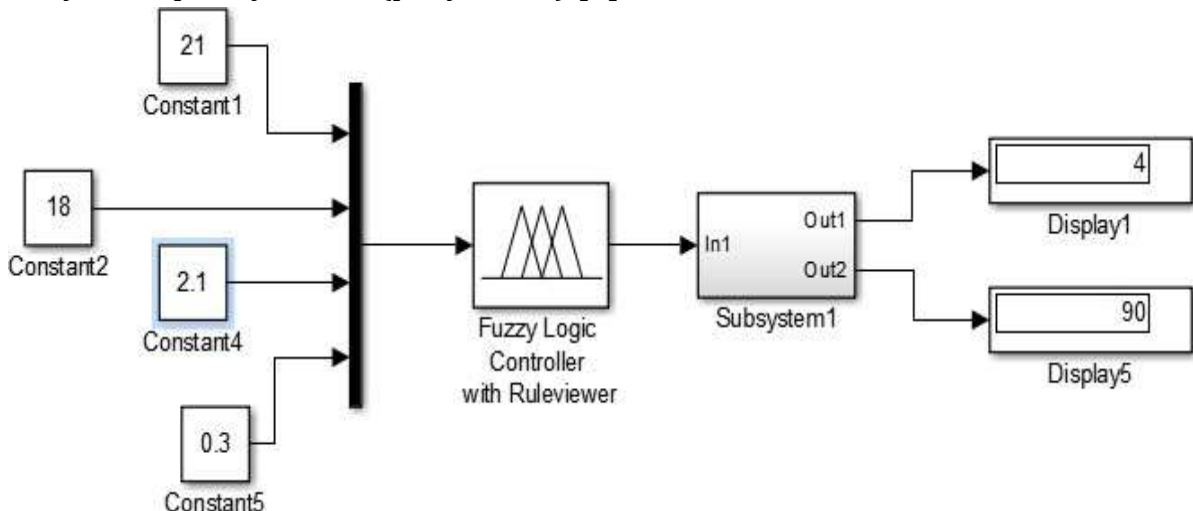 21
Constant1
18
Constant2
2.1
Constant4
0.3
Constant5
Fuzzy Logic
Controller
with Ruleviewer
In1
Out1
Out2
Subsystem1
4
Display1
90
Display5